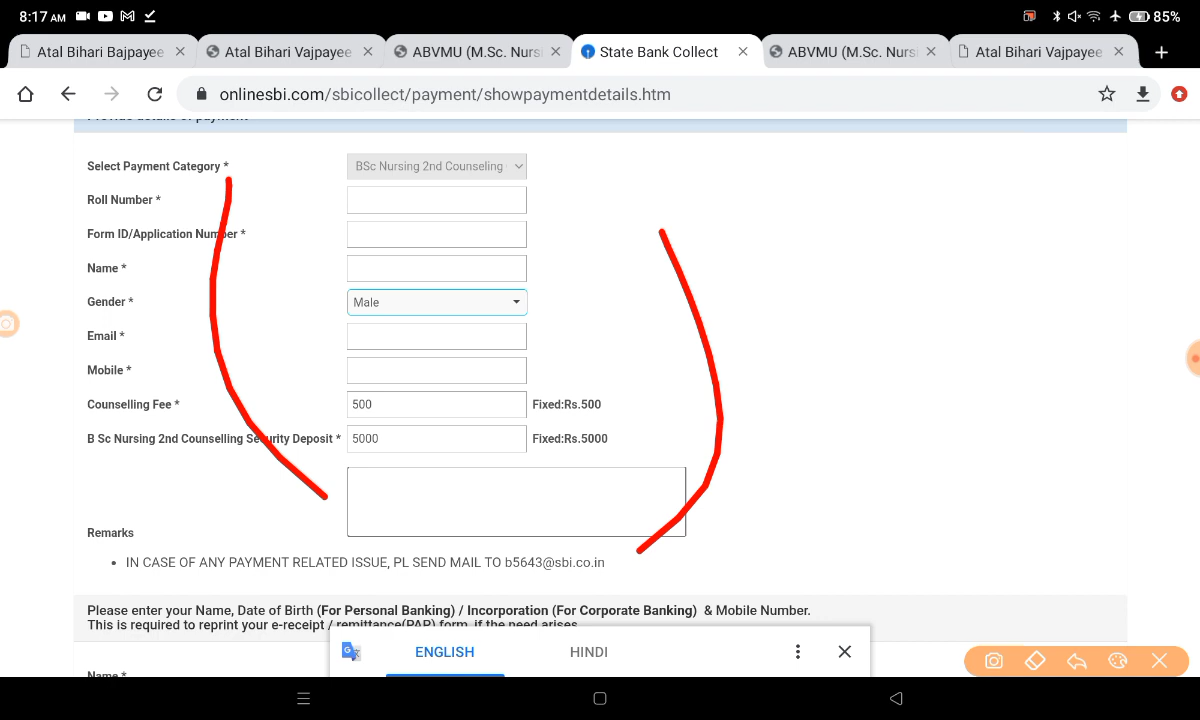 8:17 AM
85%
Atal Bihari Bajpayee
Atal Bihari Vajpayee
ABVMU (M.Sc. Nursi
State Bank Collect
ABVMU (M.Sc. Nursi
Atal Bihari Vajpayee
onlinesbi.com/sbicollect/payment/showpaymentdetails.htm
Provide details of payment
Select Payment Category *
BSc Nursing 2nd Counseling
Roll Number *
Form ID/Application Number *
Name *
Gender *
Male
Email *
Mobile *
Counselling Fee *
500
Fixed:Rs.500
B Sc Nursing 2nd Counselling Security Deposit *
5000
Fixed:Rs.5000
Remarks
• IN CASE OF ANY PAYMENT RELATED ISSUE, PL SEND MAIL TO b5643@sbi.co.in
Please enter your Name, Date of Birth (For Personal Banking) / Incorporation (For Corporate Banking) & Mobile Number.
This is required to reprint your e-receipt / remittance(PAP) form, if the need arises.
ENGLISH
HINDI
Name *